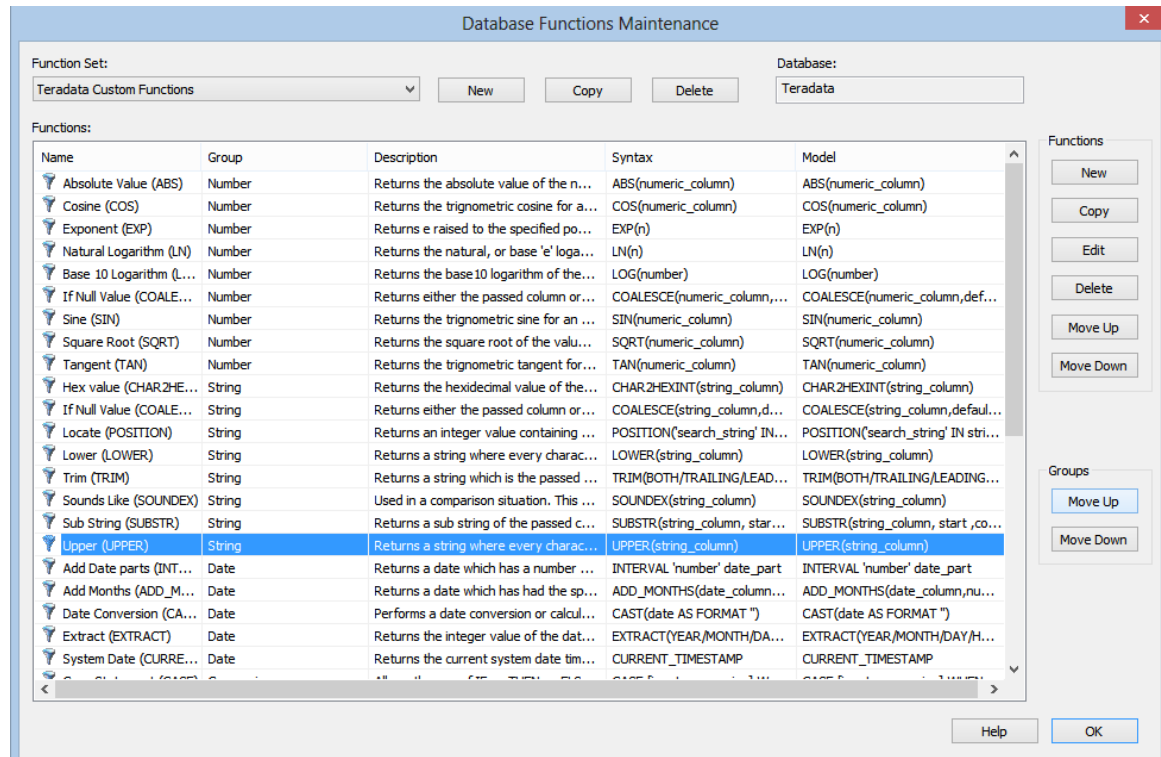 Database Functions Maintenance
Function Set: Database:
Teradata Custom Functions New Copy Delete Teradata
Functions:
Functions
Name Group Description Syntax Model
Absolute Value (ABS) Number Returns the absolute value of the n... ABS(numeric_column) ABS(numeric_column)
New
Cosine (COS) Number Returns the trignometric cosine for a... COS(numeric_column) COS(numeric_column)
Copy
Exponent (EXP) Number Returns e raised to the specified po... EXP(n) EXP(n)
Natural Logarithm (LN) Number Returns the natural, or base 'e' loga... LN(n) LN(n)
Edit
Base 10 Logarithm (L... Number Returns the base10 logarithm of the... LOG(number) LOG(number)
If Null Value (COALE... Number Returns either the passed column or... COALESCE(numeric_column,... COALESCE(numeric_column,def...
Delete
Sine (SIN) Number Returns the trignometric sine for an ... SIN(numeric_column) SIN(numeric_column)
Move Up
Square Root (SQRT) Number Returns the square root of the valu... SQRT(numeric_column) SQRT(numeric_column)
Tangent (TAN) Number Returns the trignometric tangent for... TAN(numeric_column) TAN(numeric_column)
Move Down
Hex value (CHAR2HE... String Returns the hexidecimal value of the... CHAR2HEXINT(string_column) CHAR2HEXINT(string_column)
If Null Value (COALE... String Returns either the passed column or... COALESCE(string_column,d... COALESCE(string_column,defaul...
Locate (POSITION) String Returns an integer value containing ... POSITION('search_string' IN... POSITION('search_string' IN stri...
Lower (LOWER) String Returns a string where every charac... LOWER(string_column) LOWER(string_column)
Trim (TRIM) String Returns a string which is the passed ... TRIM(BOTH/TRAILING/LEAD... TRIM(BOTH/TRAILING/LEADING...
Groups
Sounds Like (SOUNDEX) String Used in a comparison situation. This ... SOUNDEX(string_column) SOUNDEX(string_column)
Move Up
Sub String (SUBSTR) String Returns a sub string of the passed c... SUBSTR(string_column, star... SUBSTR(string_column, start ,co...
Upper (UPPER) String Returns a string where every charac... UPPER(string_column) UPPER(string_column)
Move Down
Add Date parts (INT... Date Returns a date which has a number ... INTERVAL 'number' date_part INTERVAL 'number' date_part
Add Months (ADD_M... Date Returns a date which has had the sp... ADD_MONTHS(date_column... ADD_MONTHS(date_column,nu...
Date Conversion (CA... Date Performs a date conversion or calcul... CAST(date AS FORMAT '') CAST(date AS FORMAT '')
Extract (EXTRACT) Date Returns the integer value of the dat... EXTRACT(YEAR/MONTH/DA... EXTRACT(YEAR/MONTH/DAY/H...
System Date (CURRE... Date Returns the current system date tim... CURRENT_TIMESTAMP CURRENT_TIMESTAMP
Help OK